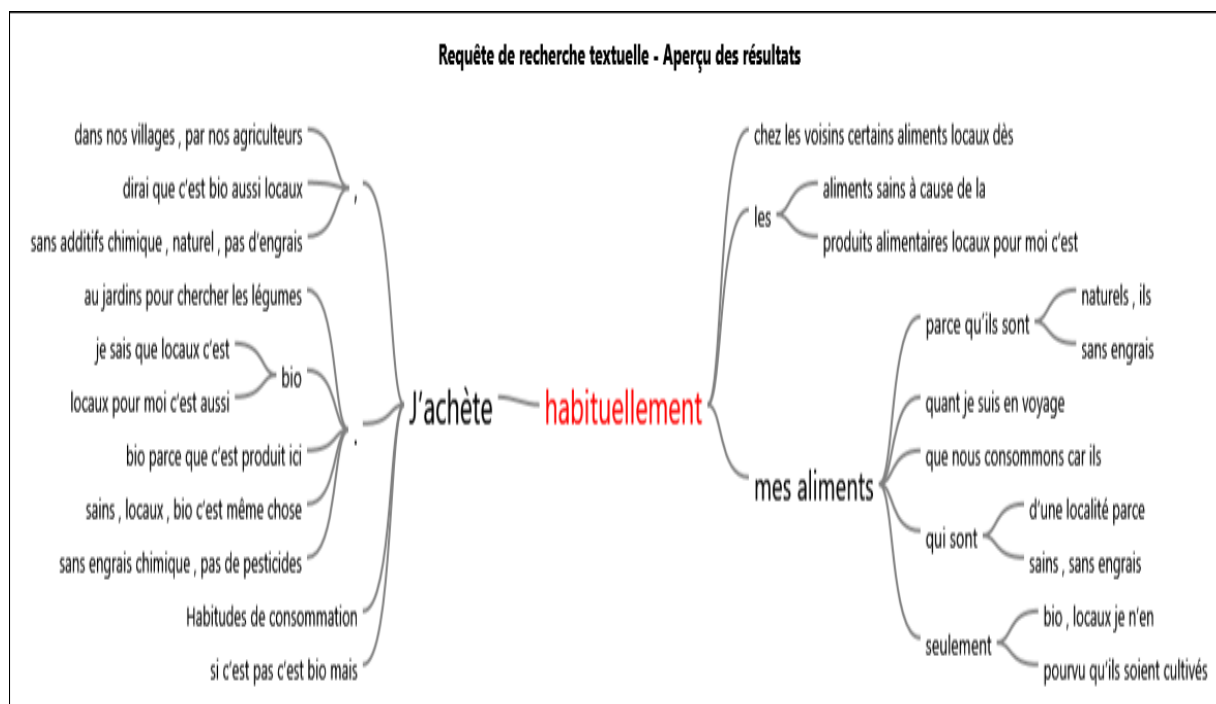 Requête de recherche textuelle - Aperçu des résultats
dans nos villages , par nos agriculteurs
dirai que c'est bio aussi locaux
sans additifs chimique , naturel , pas d'engrais
,
au jardins pour chercher les légumes
je sais que locaux c'est
locaux pour moi c'est aussi
bio
bio parce que c'est produit ici
sains , locaux , bio c'est même chose
sans engrais chimique , pas de pesticides
.
Habitudes de consommation
si c'est pas c'est bio mais
J'achète
habituellement
chez les voisins certains aliments locaux dès
les
aliments sains à cause de la
produits alimentaires locaux pour moi c'est
mes aliments
parce qu'ils sont
naturels , ils
sans engrais
quant je suis en voyage
que nous consommons car ils
qui sont
d'une localité parce
sains , sans engrais
seulement
bio , locaux je n'en
pourvu qu'ils soient cultivés